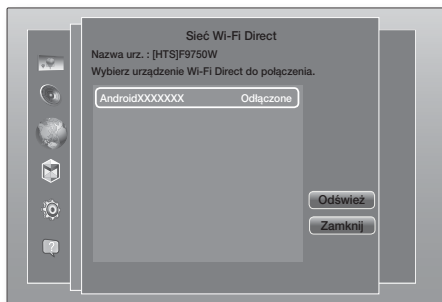 Sieć Wi-Fi Direct
Nazwa urz. : [HTS]F9750W
Wybierz urządzenie Wi-Fi Direct do połączenia.
AndroidXXXXXXX Odłączone
Odśwież
Zamknij
?